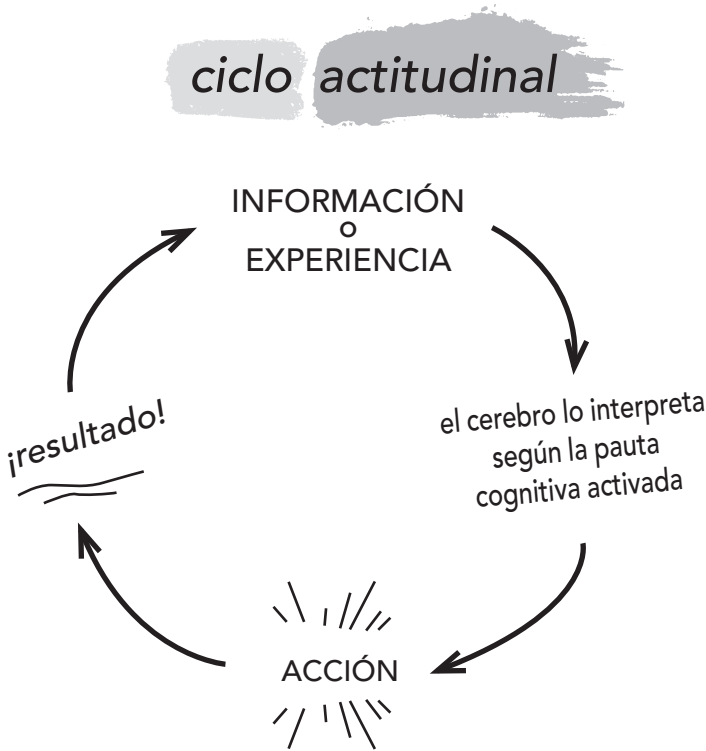 ciclo actitudinal
INFORMACIÓN
o
EXPERIENCIA
el cerebro lo interpreta
según la pauta
cognitiva activada
ACCIÓN
¡resultado!